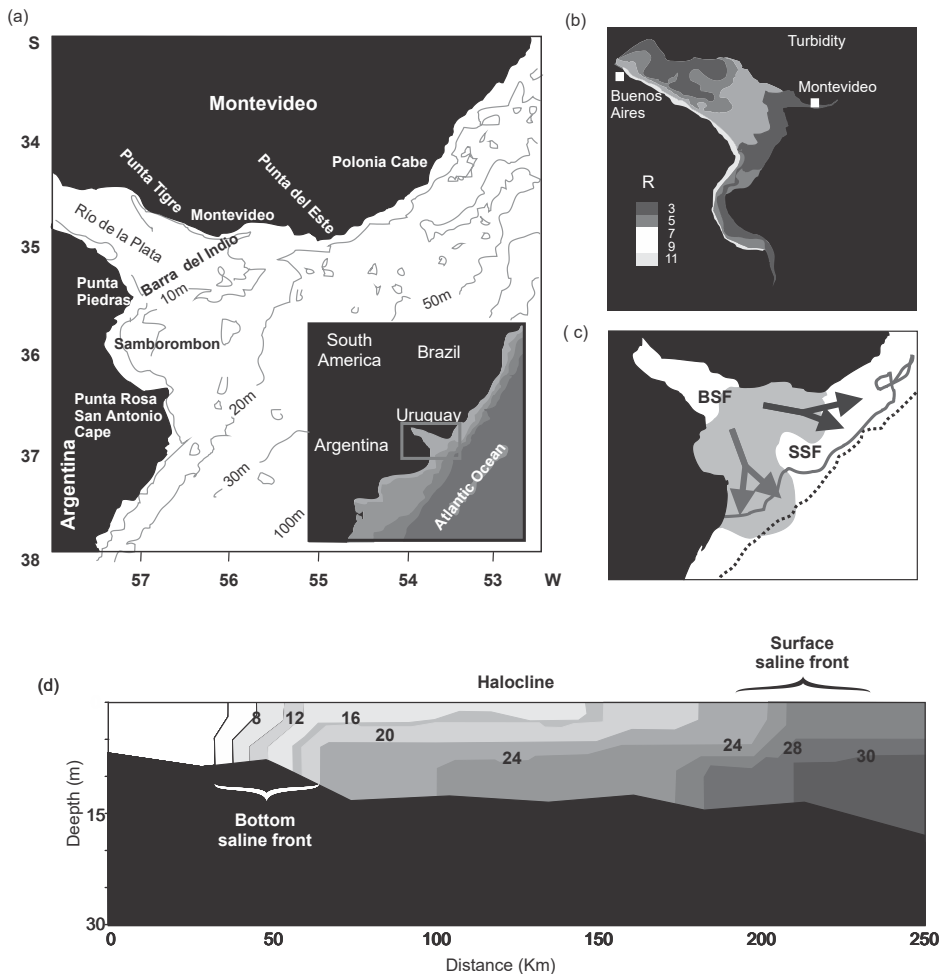 (a)
S
34
35
36
37
38
57
56
55
54
53
W
Montevideo
Polonia Cabe
Punta Tigre
Punta del Este
Montevideo
Río de la Plata
Barra del Indio
10m
50m
Punta
Piedras
Samborombon
20m
Punta Rosa
San Antonio
Cape
30m
100m
Argentina
South
America
Brazil
Uruguay
Argentina
Atlantic Ocean
(b)
Turbidity
Montevideo
Buenos
Aires
R
3
5
7
9
11
( c)
BSF
SSF
(d)
Halocline
Surface
saline front
8
12
16
20
24
24
28
30
Bottom
saline front
Deepth (m)
15
30
0
50
100
150
200
250
Distance (Km)